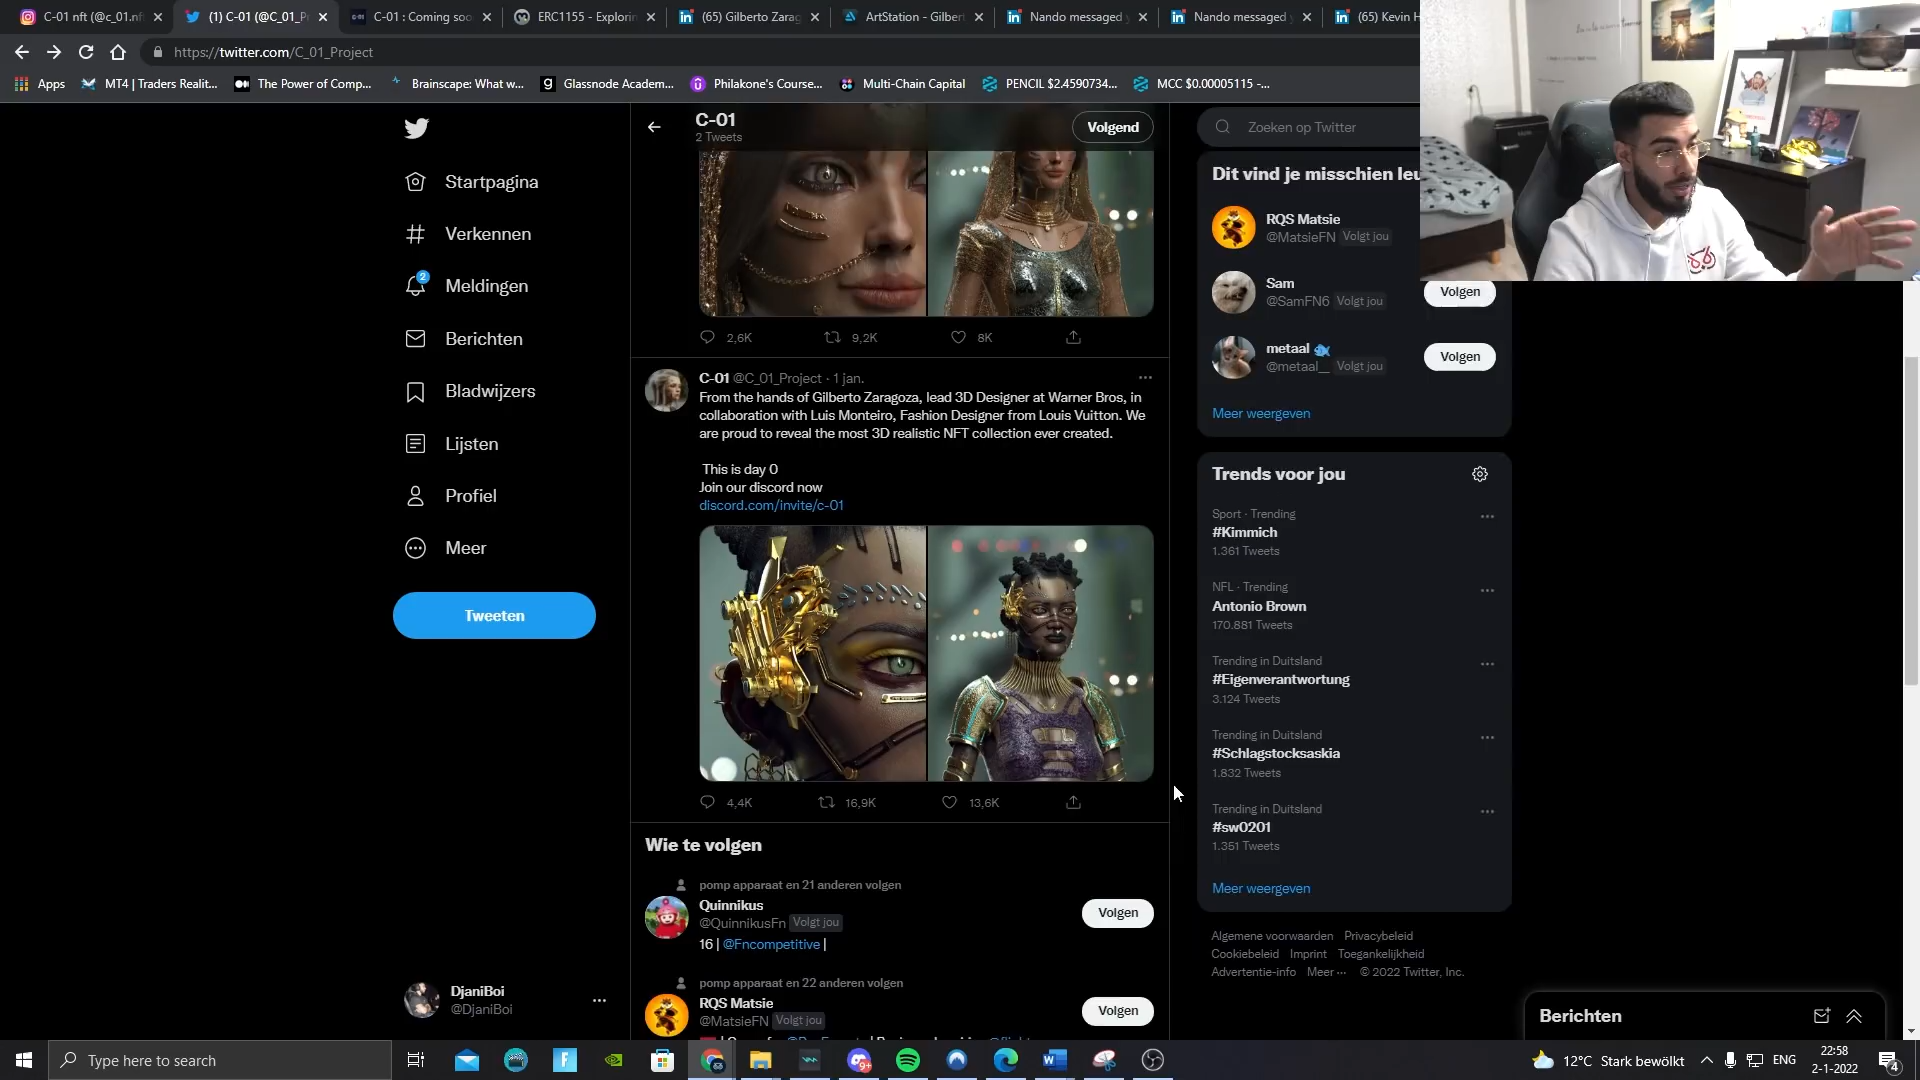 C-01 nft (@c_01.nf
(1) C-01 (@C_01_P
C-01 : Coming soo
ERC1155 - Explorin
(65) Gilberto Zarag
ArtStation - Gilbert
Nando messaged y
Nando messaged y
(65) Kevin H
https://twitter.com/C_01_Project
Apps
MT4 | Traders Realit...
The Power of Comp...
Brainscape: What w...
Glassnode Academ...
Philakone's Course...
Multi-Chain Capital
PENCIL $2.4590734...
MCC $0.00005115 -...
Startpagina
Verkennen
2
Meldingen
Berichten
Bladwijzers
Lijsten
Profiel
Meer
Tweeten
DjaniBoi
@DjaniBoi
C-01
2 Tweets
Volgend
2,6K
9,2K
8K
C-01 @C_01_Project · 1 jan.
From the hands of Gilberto Zaragoza, lead 3D Designer at Warner Bros, in
collaboration with Luis Monteiro, Fashion Designer from Louis Vuitton. We
are proud to reveal the most 3D realistic NFT collection ever created.
This is day 0
Join our discord now
discord.com/invite/c-01
4,4K
16,9K
13,6K
Wie te volgen
pomp apparaat en 21 anderen volgen
Quinnikus
@QuinnikusFn Volgt jou
16 | @Fncompetitive |
Volgen
pomp apparaat en 22 anderen volgen
RQS Matsie
@MatsieFN Volgt jou
Volgen
Zoeken op Twitter
Dit vind je misschien leu
RQS Matsie
@MatsieFN Volgt jou
Sam
@SamFN6 Volgt jou
Volgen
metaal
@metaal__ Volgt jou
Volgen
Meer weergeven
Trends voor jou
Sport · Trending
#Kimmich
1.361 Tweets
NFL · Trending
Antonio Brown
170.881 Tweets
Trending in Duitsland
#Eigenverantwortung
3.124 Tweets
Trending in Duitsland
#Schlagstocksaskia
1.832 Tweets
Trending in Duitsland
#sw0201
1.351 Tweets
Meer weergeven
Algemene voorwaarden Privacybeleid
Cookiebeleid Imprint Toegankelijkheid
Advertentie-info Meer ··· © 2022 Twitter, Inc.
Berichten
Type here to search
9+
12°C Stark bewölkt
ENG
22:58
2-1-2022
4